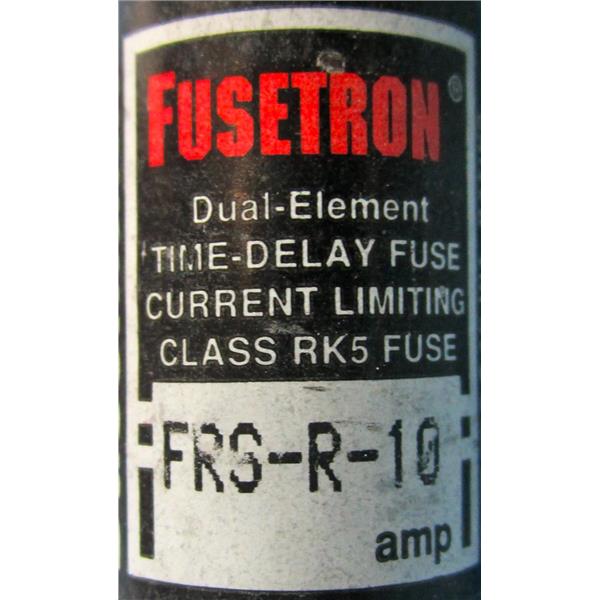 FUSETRON®
Dual-Element
TIME-DELAY FUSE
CURRENT LIMITING
CLASS RK5 FUSE
FRS-R-10
amp